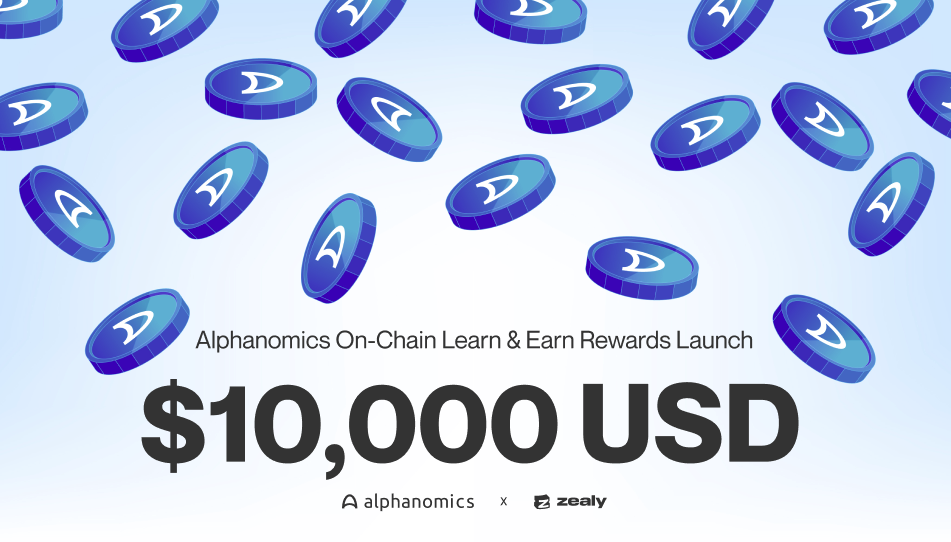 Alphanomics On-Chain Learn & Earn Rewards Launch
$10,000 USD
alphanomics x zealy